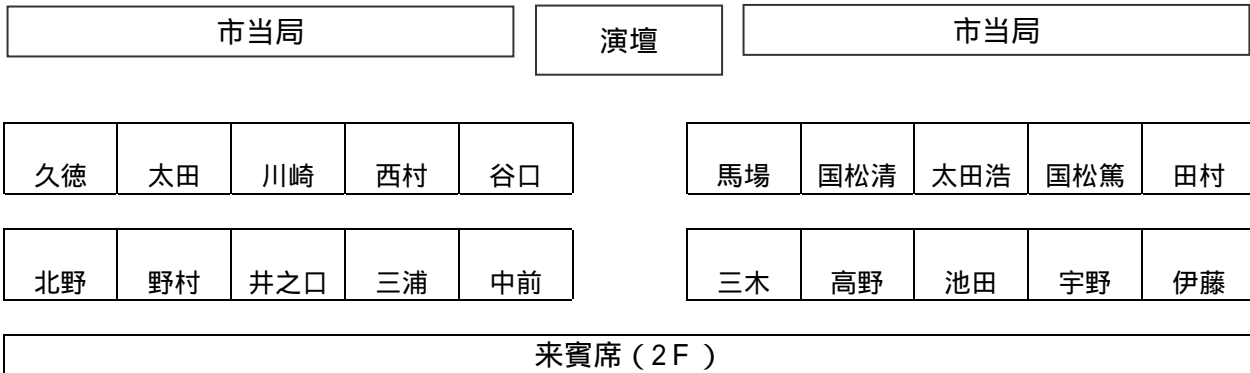 市当局 演壇 市当局
久徳 太田 川崎 西村 谷口 馬場 国松清 太田浩 国松篤 田村
北野 野村 井之口 三浦 中前 三木 高野 池田 宇野 伊藤
来賓席（２Ｆ）